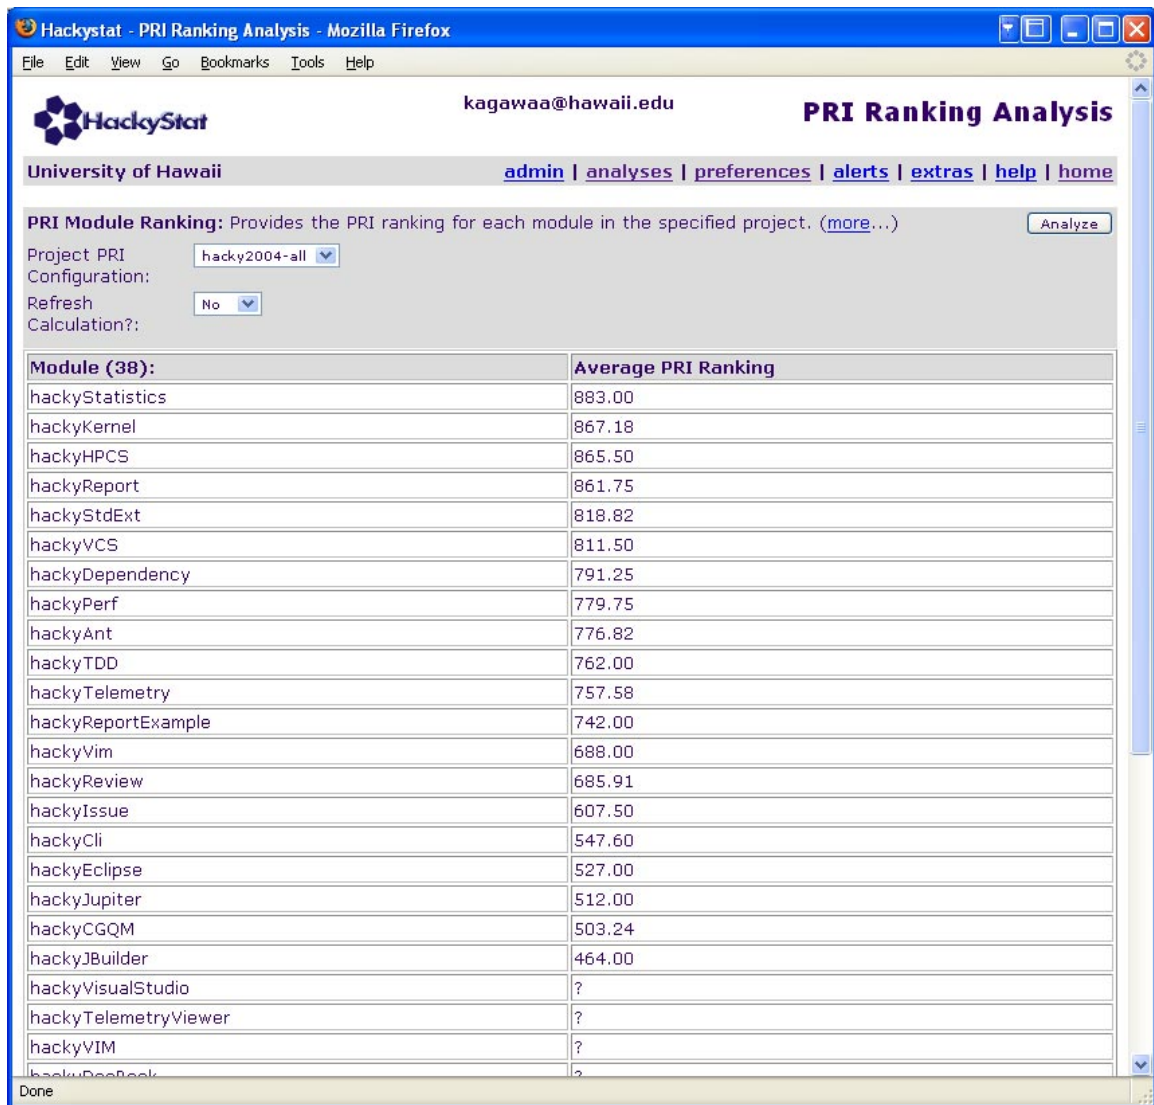 Hackystat - PRI Ranking Analysis - Mozilla Firefox
File Edit View Go Bookmarks Tools Help
HackyStat
kagawaa@hawaii.edu
PRI Ranking Analysis
University of Hawaii
admin | analyses | preferences | alerts | extras | help | home
PRI Module Ranking: Provides the PRI ranking for each module in the specified project. (more...) Analyze
Project PRI
Configuration:
hacky2004-all
Refresh
Calculation?:
No
Module (38): Average PRI Ranking
hackyStatistics 883.00
hackyKernel 867.18
hackyHPCS 865.50
hackyReport 861.75
hackyStdExt 818.82
hackyVCS 811.50
hackyDependency 791.25
hackyPerf 779.75
hackyAnt 776.82
hackyTDD 762.00
hackyTelemetry 757.58
hackyReportExample 742.00
hackyVim 688.00
hackyReview 685.91
hackyIssue 607.50
hackyCli 547.60
hackyEclipse 527.00
hackyJupiter 512.00
hackyCGQM 503.24
hackyJBuilder 464.00
hackyVisualStudio ?
hackyTelemetryViewer ?
hackyVIM ?
Done